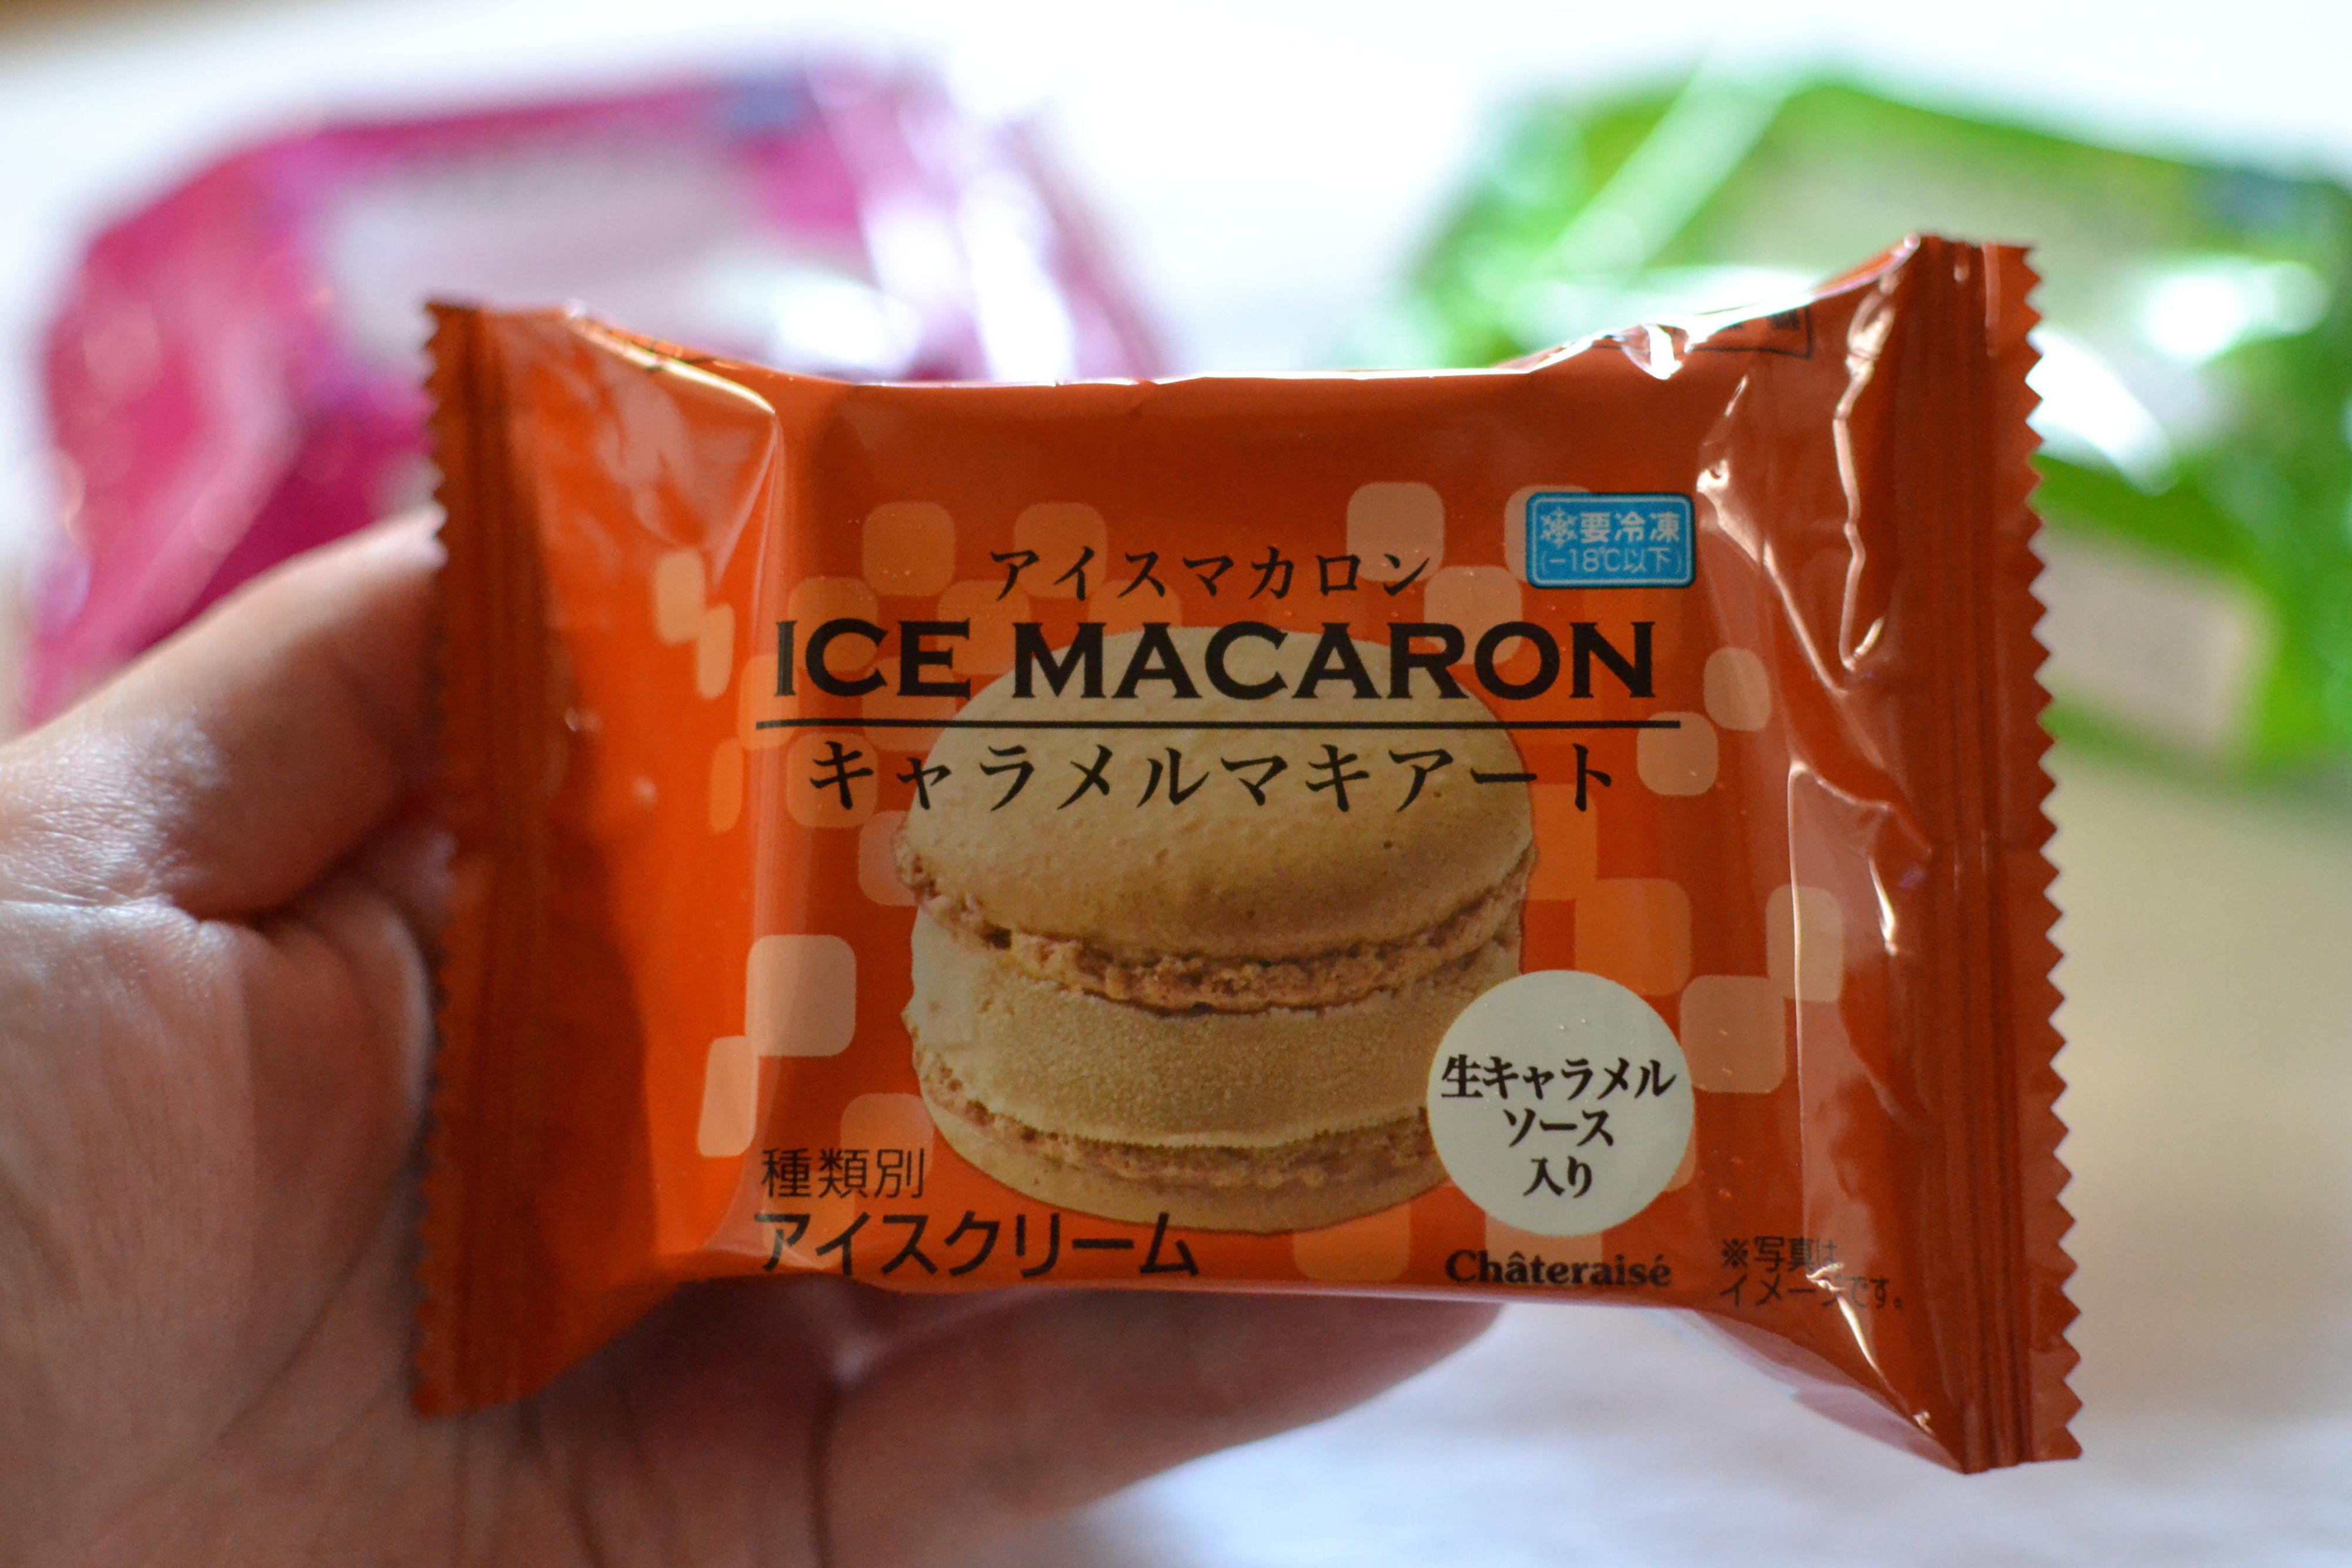 要冷凍
(-18℃以下)
アイスマカロン
ICE MACARON
キャラメルマキアート
生キャラメル
ソース
入り
種類別
アイスクリーム
Châteraisé
※写真は
イメージです。